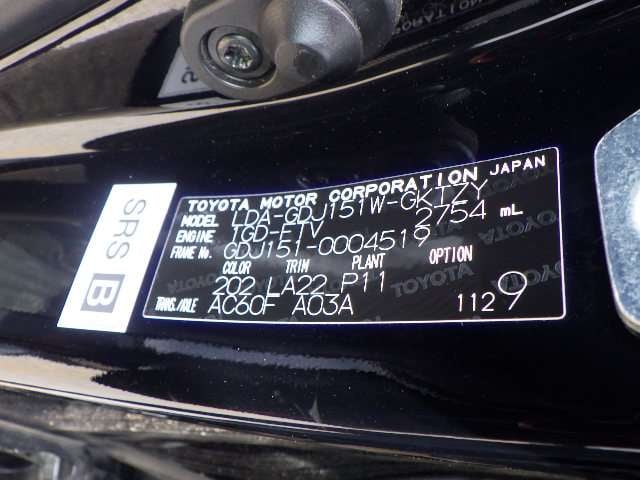 TOYOTA MOTOR CORPORATION JAPAN
MODEL LDA-GDJ151W-GKTZY
ENGINE 1GD-FTV 2754 mL
FRAME No. GDJ151-0004519
COLOR TRIM PLANT OPTION
202 LA22 P11
TRANS./AXLE AC60F A03A 1129
SRS B